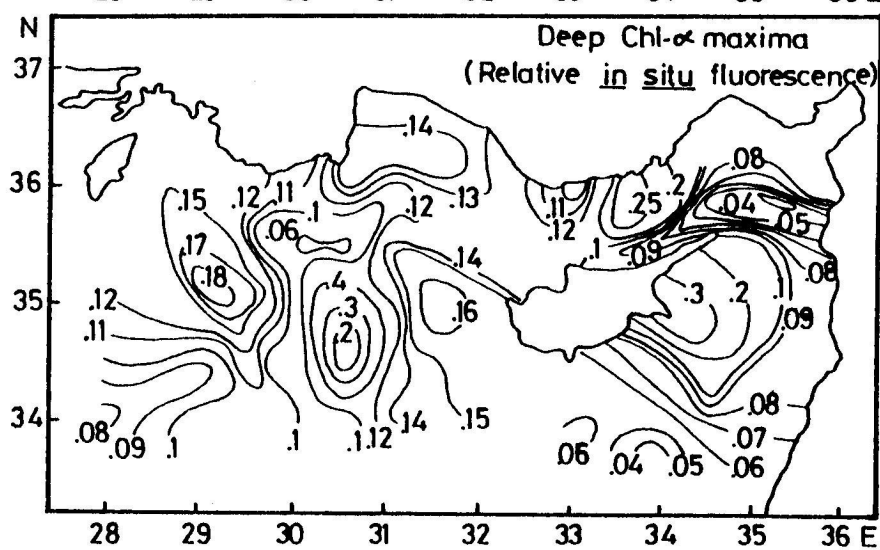 N
Deep Chl-α maxima
(Relative in situ fluorescence)
37
.14
.08
36
.15 .12 .11 .13 .11 .25 .2 .04
.1 .12 .12 .05
.06
.17 .14 .1 .09 .08
.18 .4 .3 .2 .1
35
.12 .3 .16 .09
.11 .2
34
.08 .09 .1 .1 .1 .12 .14 .15 .08
.07
.06 .04 .05 .06
28 29 30 31 32 33 34 35 36 E